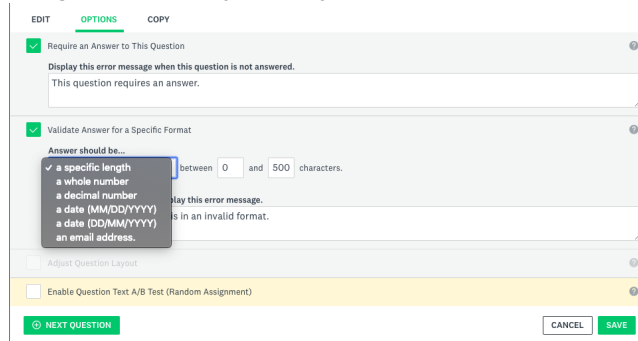 EDIT OPTIONS COPY
Require an Answer to This Question
Display this error message when this question is not answered.
This question requires an answer.
Validate Answer for a Specific Format
Answer should be...
✓ a specific length
between 0 and 500 characters.
a whole number
a decimal number
a date (MM/DD/YYYY)
a date (DD/MM/YYYY)
an email address.
play this error message.
is in an invalid format.
Adjust Question Layout
Enable Question Text A/B Test (Random Assignment)
NEXT QUESTION CANCEL SAVE